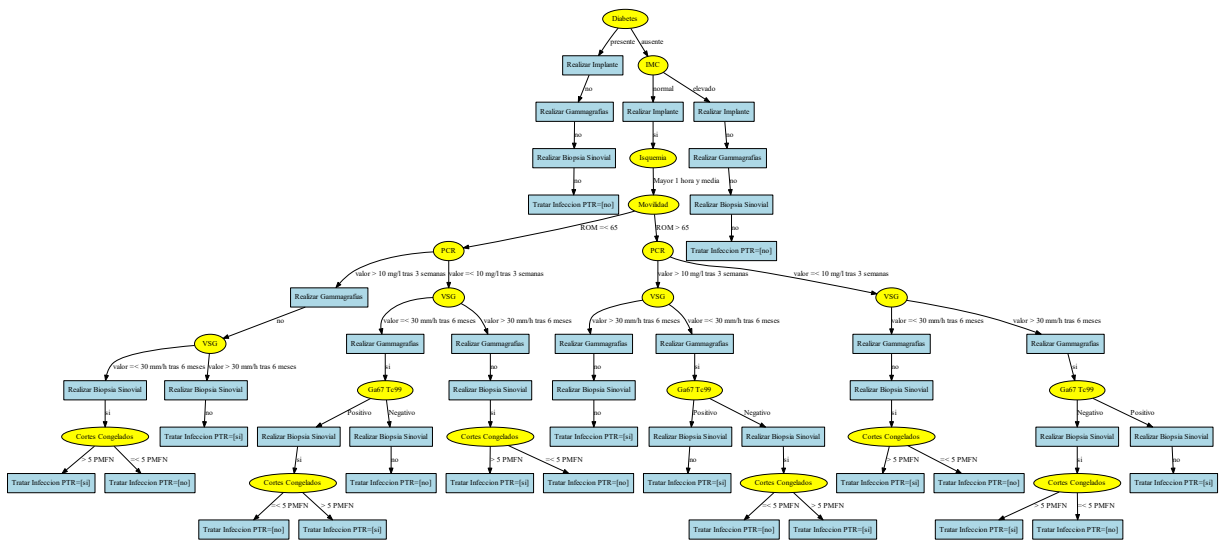 Diabetes
presente
ausente
Realizar Implante
IMC
no
normal
elevado
Realizar Gammagrafias
Realizar Implante
Realizar Implante
no
si
no
Realizar Biopsia Sinovial
Isquemia
Realizar Gammagrafias
no
Mayor 1 hora y media
no
Tratar Infeccion PTR=[no]
Movilidad
Realizar Biopsia Sinovial
ROM =< 65
ROM > 65
no
PCR
PCR
Tratar Infeccion PTR=[no]
valor > 10 mg/l tras 3 semanas
valor =< 10 mg/l tras 3 semanas
valor > 10 mg/l tras 3 semanas
valor =< 10 mg/l tras 3 semanas
Realizar Gammagrafias
VSG
VSG
VSG
no
valor =< 30 mm/h tras 6 meses
valor > 30 mm/h tras 6 meses
valor > 30 mm/h tras 6 meses
valor =< 30 mm/h tras 6 meses
valor =< 30 mm/h tras 6 meses
valor > 30 mm/h tras 6 meses
VSG
Realizar Gammagrafias
Realizar Gammagrafias
Realizar Gammagrafias
Realizar Gammagrafias
Realizar Gammagrafias
Realizar Gammagrafias
valor =< 30 mm/h tras 6 meses
valor > 30 mm/h tras 6 meses
si
no
no
si
no
si
Realizar Biopsia Sinovial
Realizar Biopsia Sinovial
Ga67 Tc99
Realizar Biopsia Sinovial
Realizar Biopsia Sinovial
Ga67 Tc99
Realizar Biopsia Sinovial
Ga67 Tc99
si
no
Positivo
Negativo
si
no
Positivo
Negativo
si
Negativo
Positivo
Cortes Congelados
Tratar Infeccion PTR=[si]
Realizar Biopsia Sinovial
Realizar Biopsia Sinovial
Cortes Congelados
Tratar Infeccion PTR=[si]
Realizar Biopsia Sinovial
Realizar Biopsia Sinovial
Cortes Congelados
Realizar Biopsia Sinovial
Realizar Biopsia Sinovial
> 5 PMFN
=< 5 PMFN
si
no
> 5 PMFN
=< 5 PMFN
no
si
> 5 PMFN
=< 5 PMFN
si
no
Tratar Infeccion PTR=[si]
Tratar Infeccion PTR=[no]
Cortes Congelados
Tratar Infeccion PTR=[no]
Tratar Infeccion PTR=[si]
Tratar Infeccion PTR=[no]
Tratar Infeccion PTR=[si]
Cortes Congelados
Tratar Infeccion PTR=[si]
Tratar Infeccion PTR=[no]
Cortes Congelados
Tratar Infeccion PTR=[si]
=< 5 PMFN
> 5 PMFN
=< 5 PMFN
> 5 PMFN
> 5 PMFN
=< 5 PMFN
Tratar Infeccion PTR=[no]
Tratar Infeccion PTR=[si]
Tratar Infeccion PTR=[no]
Tratar Infeccion PTR=[si]
Tratar Infeccion PTR=[si]
Tratar Infeccion PTR=[no]